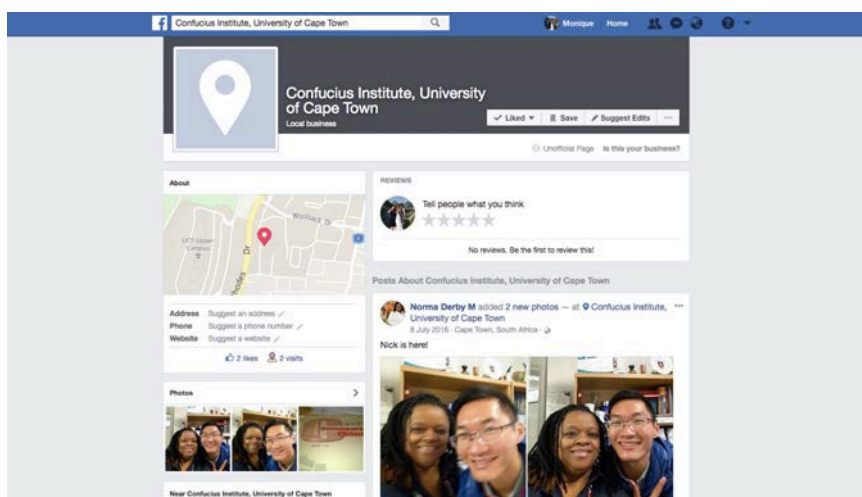 Confucius Institute, University of Cape Town
Monique Home
Confucius Institute, University
of Cape Town
Local business
Liked
Save
Suggest Edits
Unofficial Page Is this your business?
About
Woolsack Dr
UCT Upper
Campus
Rhodes Dr
Address Suggest an address
Phone Suggest a phone number
Website Suggest a website
2 likes 2 visits
Photos
Near Confucius Institute, University of Cape Town
REVIEWS
Tell people what you think
No reviews. Be the first to review this!
Posts About Confucius Institute, University of Cape Town
Norma Derby M added 2 new photos — at Confucius Institute,
University of Cape Town
8 July 2016 · Cape Town, South Africa ·
Nick is here!